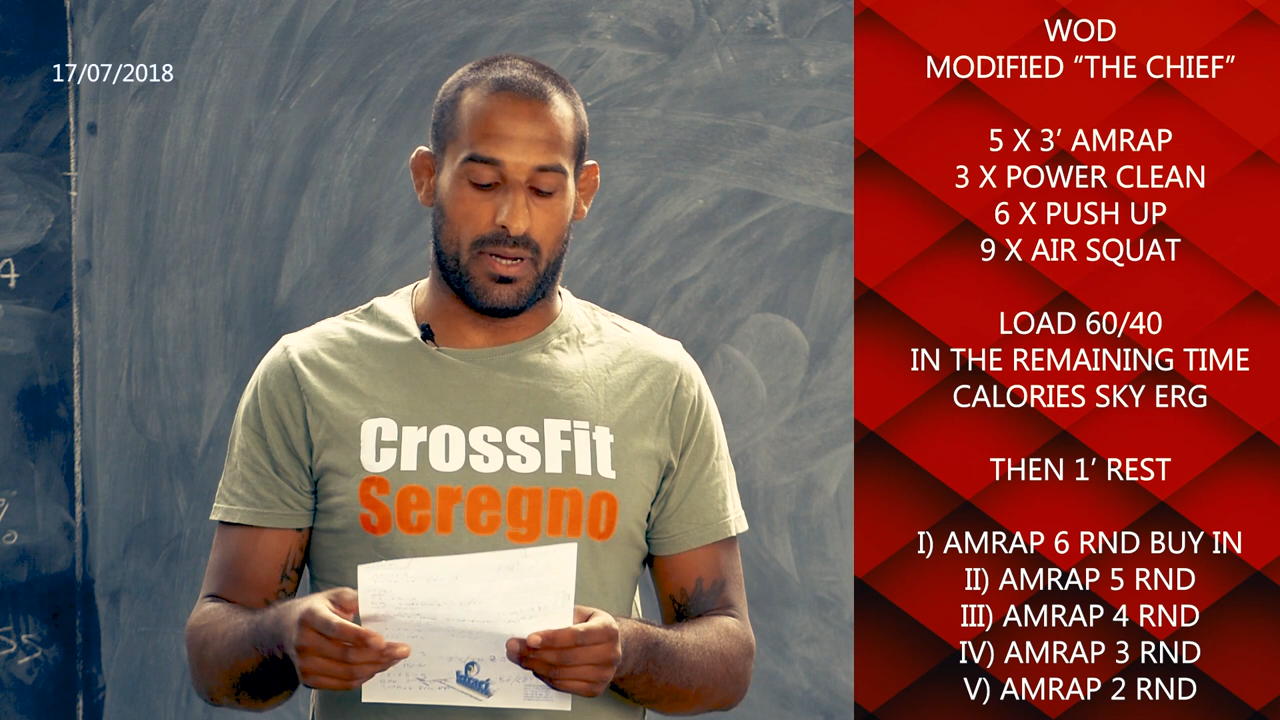 17/07/2018
CrossFit
Seregno
WOD
MODIFIED “THE CHIEF”
5 X 3’ AMRAP
3 X POWER CLEAN
6 X PUSH UP
9 X AIR SQUAT
LOAD 60/40
IN THE REMAINING TIME
CALORIES SKY ERG
THEN 1’ REST
I) AMRAP 6 RND BUY IN
II) AMRAP 5 RND
III) AMRAP 4 RND
IV) AMRAP 3 RND
V) AMRAP 2 RND